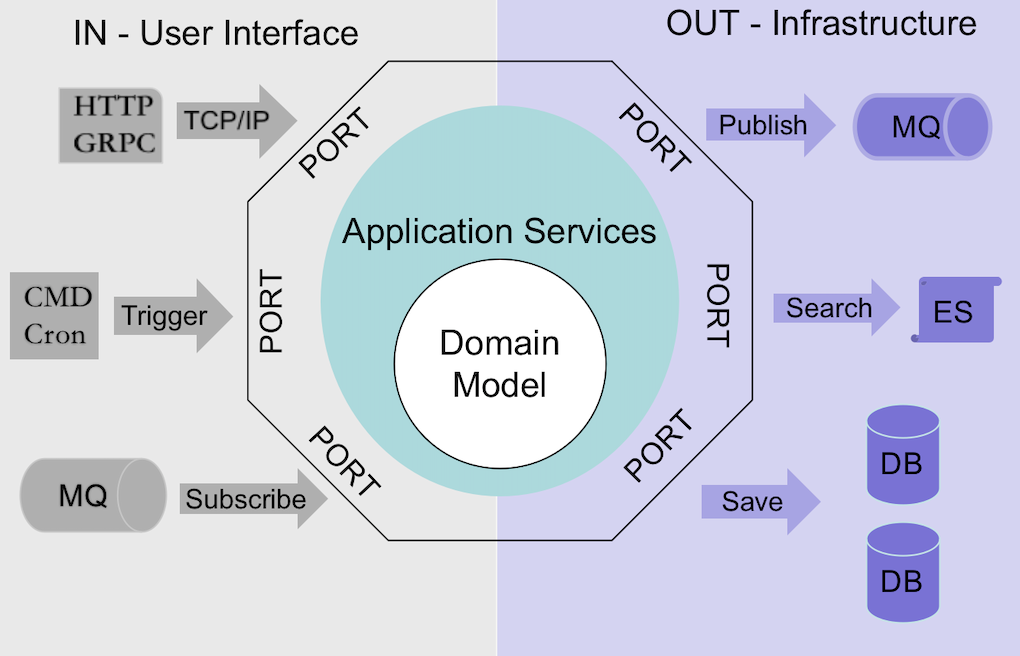 IN - User Interface
OUT - Infrastructure
HTTP
GRPC
TCP/IP
PORT
PORT
Publish
MQ
Application Services
CMD
Cron
Trigger
PORT
Domain
Model
PORT
Search
ES
MQ
Subscribe
PORT
PORT
Save
DB
DB